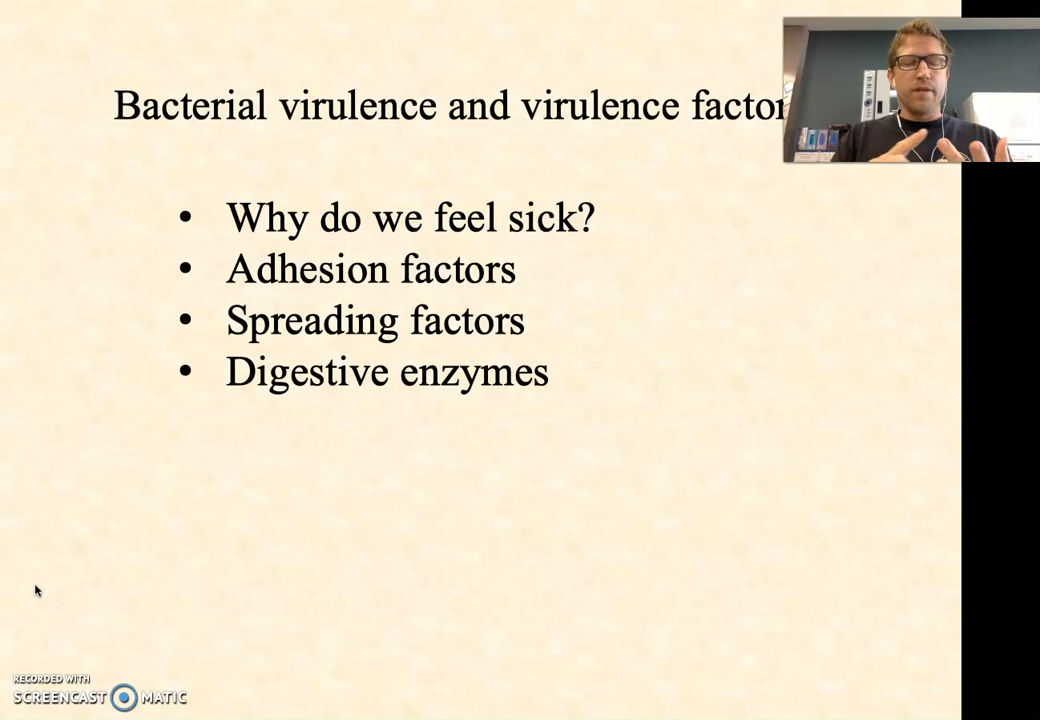 Bacterial virulence and virulence factor
• Why do we feel sick?
• Adhesion factors
• Spreading factors
• Digestive enzymes
RECORDED WITH
SCREENCAST MATIC